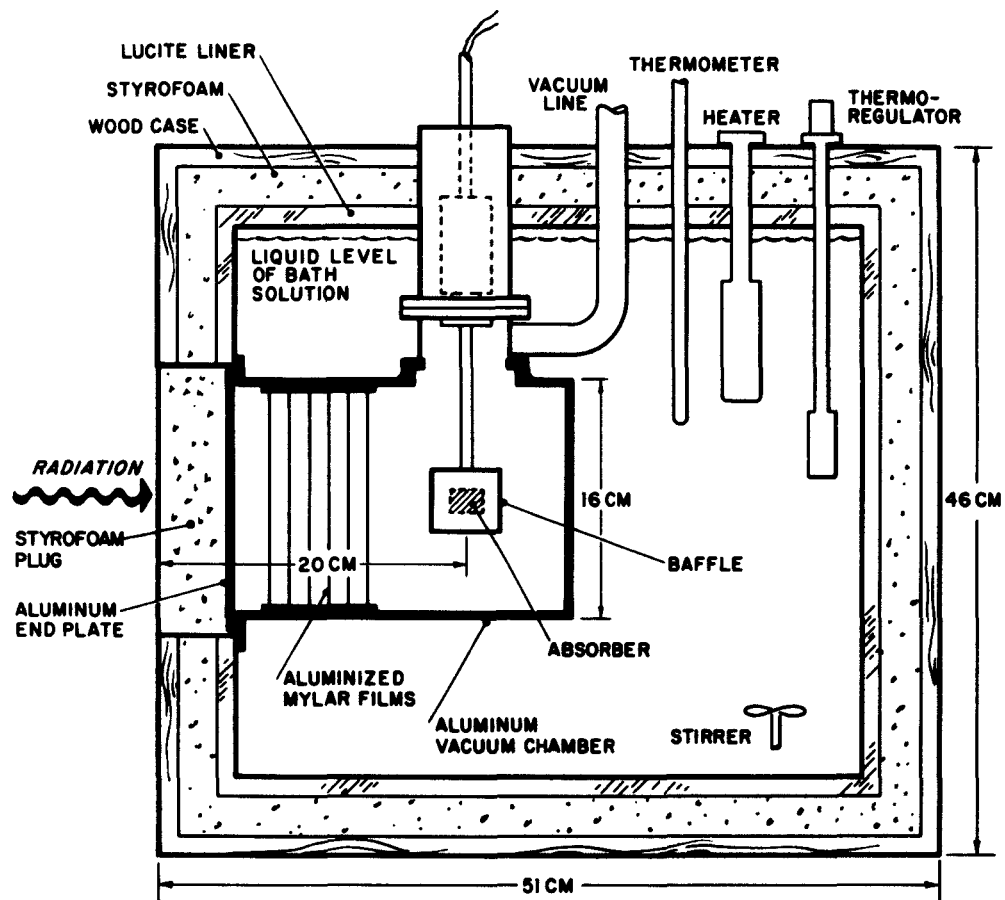 LUCITE LINER
STYROFOAM
WOOD CASE
VACUUM
LINE
THERMOMETER
HEATER
THERMO-
REGULATOR
LIQUID LEVEL
OF BATH
SOLUTION
RADIATION
STYROFOAM
PLUG
ALUMINUM
END PLATE
20 CM
16 CM
46 CM
BAFFLE
ABSORBER
ALUMINIZED
MYLAR FILMS
ALUMINUM
VACUUM CHAMBER
STIRRER
51 CM